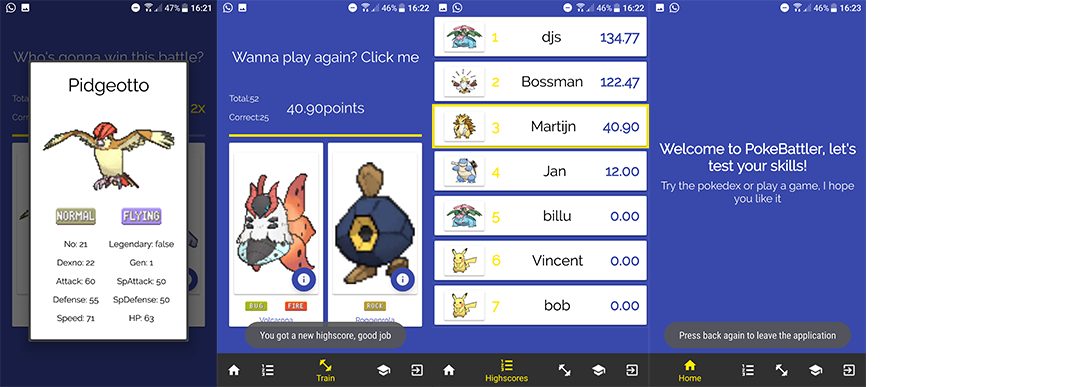 47% 16:21
Who's gonna win this battle?
Pidgeotto
Tota
Corre
2x
NORMAL
FLYING
No: 21
Legendary: false
Dexno: 22
Gen: 1
Attack: 60
SpAttack: 50
Defense: 55
SpDefense: 50
Speed: 71
HP: 63
46% 16:22
Wanna play again? Click me
Total:52
Correct:25
40.90points
BUG
FIRE
ROCK
Volcarona
Roggenrola
You got a new highscore, good job
Train
46% 16:22
1 djs 134.77
2 Bossman 122.47
3 Martijn 40.90
4 Jan 12.00
5 billu 0.00
6 Vincent 0.00
7 bob 0.00
Highscores
46% 16:23
Welcome to PokeBattler, let's
test your skills!
Try the pokedex or play a game, I hope
you like it
Press back again to leave the application
Home